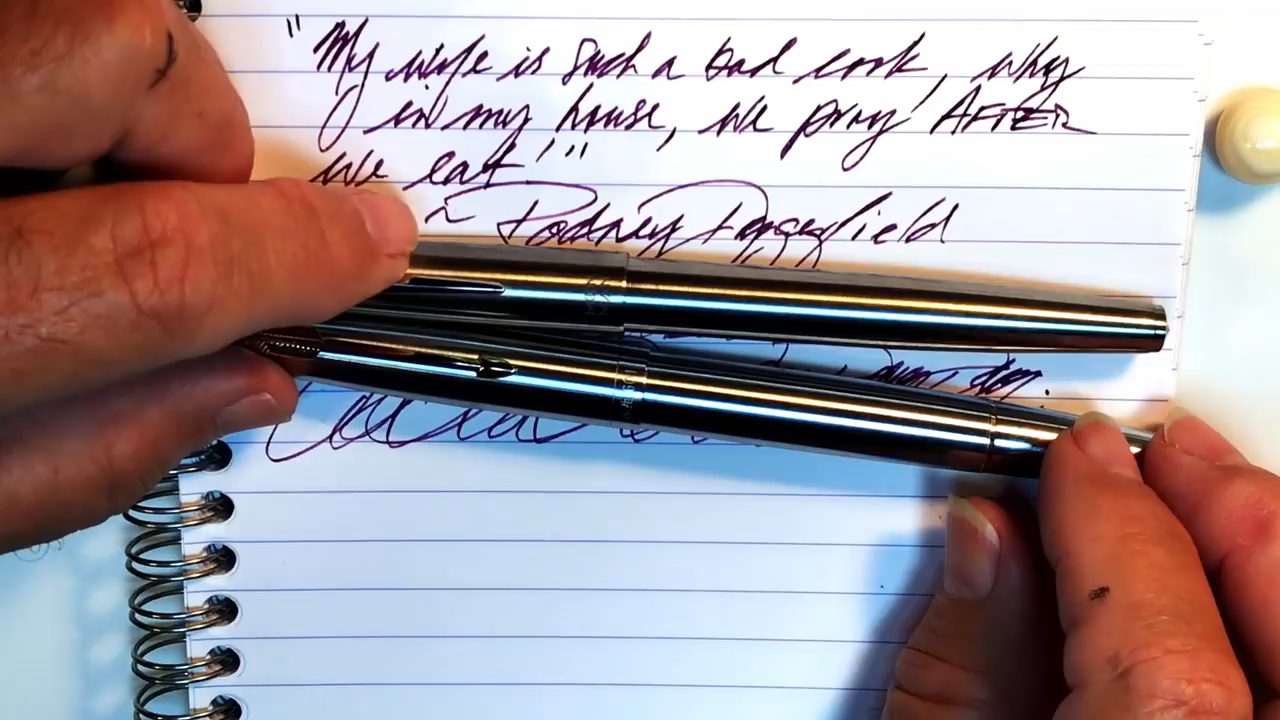 "My wife is such a bad cook, why
in my house, we pray AFTER
we eat!"
~ Rodney Dangerfield